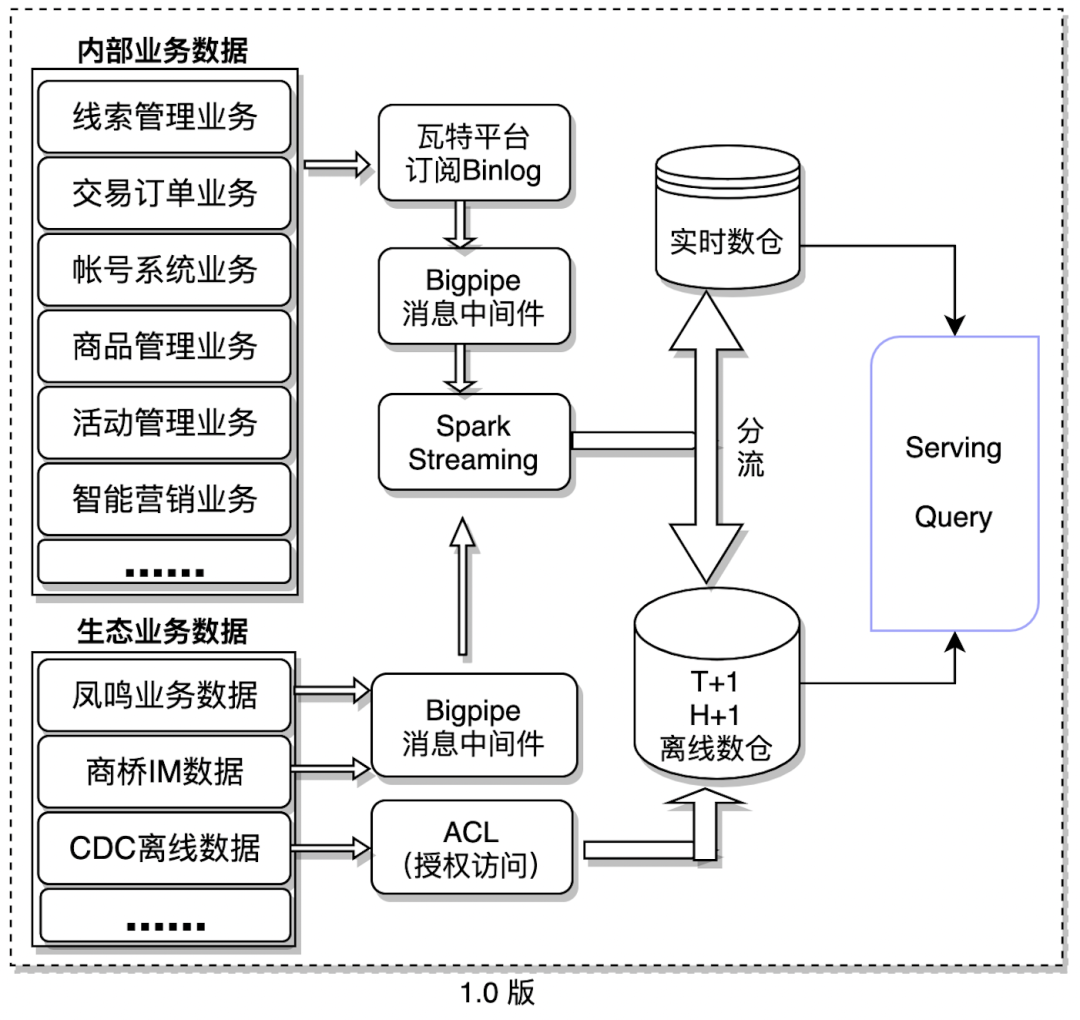 内部业务数据
线索管理业务
交易订单业务
帐号系统业务
商品管理业务
活动管理业务
智能营销业务
......
瓦特平台
订阅Binlog
Bigpipe
消息中间件
Spark
Streaming
实时数仓
分
流
Serving
Query
生态业务数据
凤鸣业务数据
商桥IM数据
CDC离线数据
......
Bigpipe
消息中间件
ACL
（授权访问）
T+1
H+1
离线数仓
1.0 版